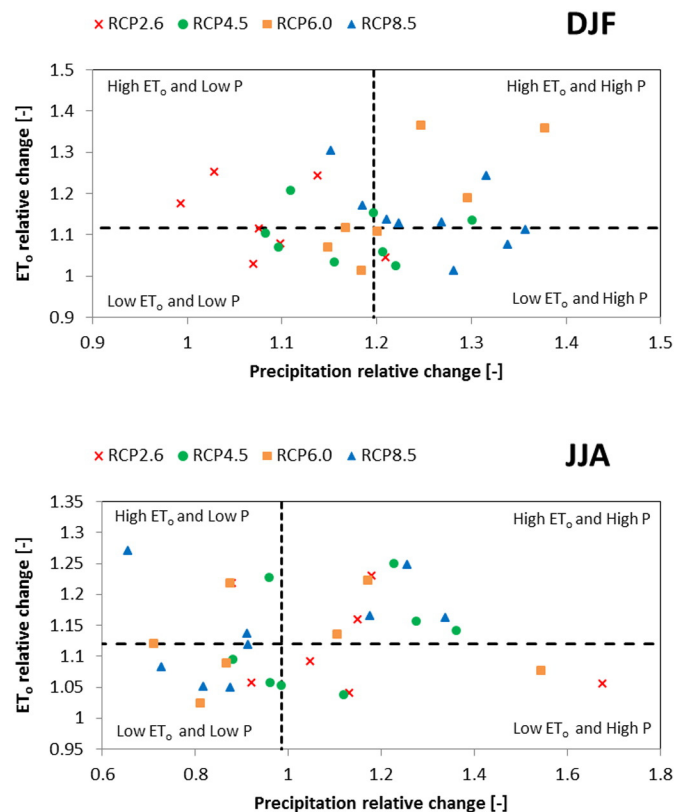 RCP2.6 RCP4.5 RCP6.0 RCP8.5 DJF
1.5
High ETo and Low P High ETo and High P
1.4
1.3
1.2
1.1
1
Low ETo and Low P Low ETo and High P
0.9
0.9 1 1.1 1.2 1.3 1.4 1.5
ETo relative change [-]
Precipitation relative change [-]
RCP2.6 RCP4.5 RCP6.0 RCP8.5 JJA
1.35
High ETo and Low P High ETo and High P
1.3
1.25
1.2
1.15
1.1
1.05
1
Low ETo and Low P Low ETo and High P
0.95
0.6 0.8 1 1.2 1.4 1.6 1.8
ETo relative change [-]
Precipitation relative change [-]